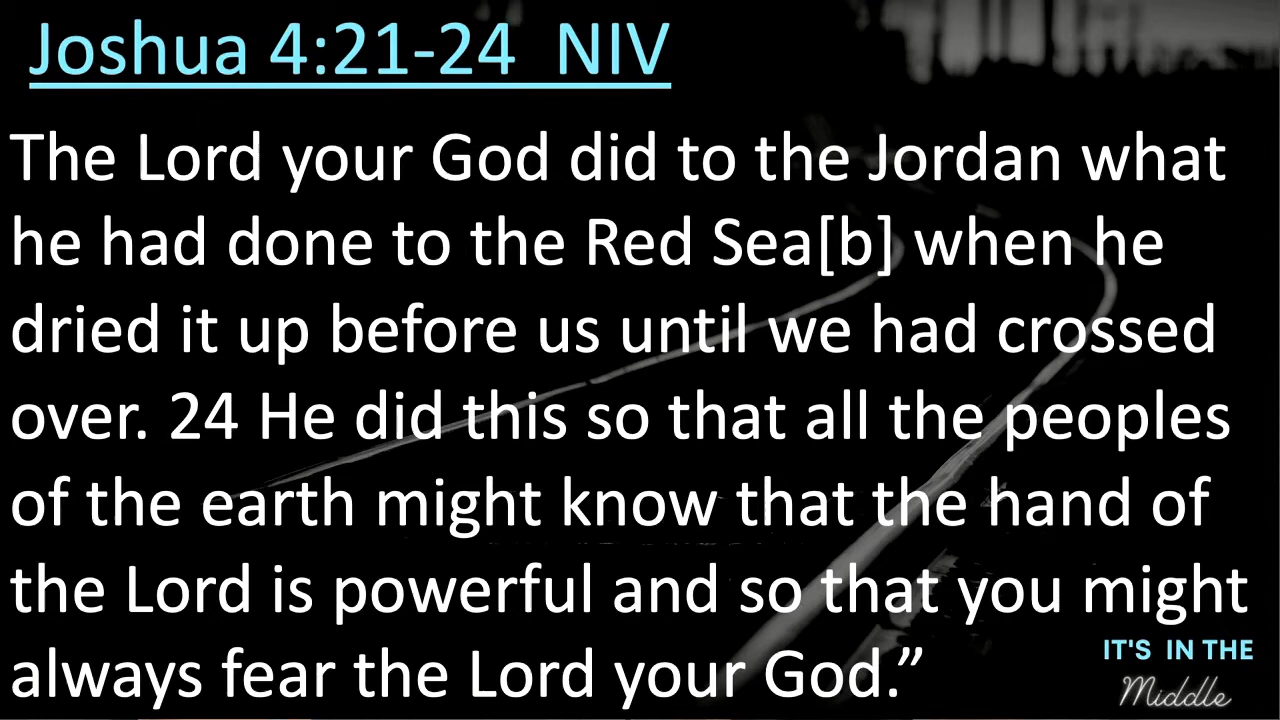 Joshua 4:21-24 NIV
The Lord your God did to the Jordan what
he had done to the Red Sea[b] when he
dried it up before us until we had crossed
over. 24 He did this so that all the peoples
of the earth might know that the hand of
the Lord is powerful and so that you might
always fear the Lord your God.”
IT'S IN THE
Middle